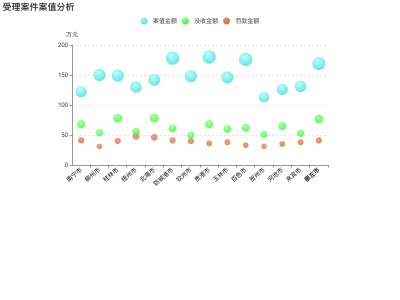 受理案件案值分析
案值金额 没收金额 罚款金额
万元
200
150
100
50
0
南宁市 柳州市 桂林市 梧州市 北海市 防城港市 钦州市 贵港市 玉林市 百色市 贺州市 河池市 来宾市 崇左市